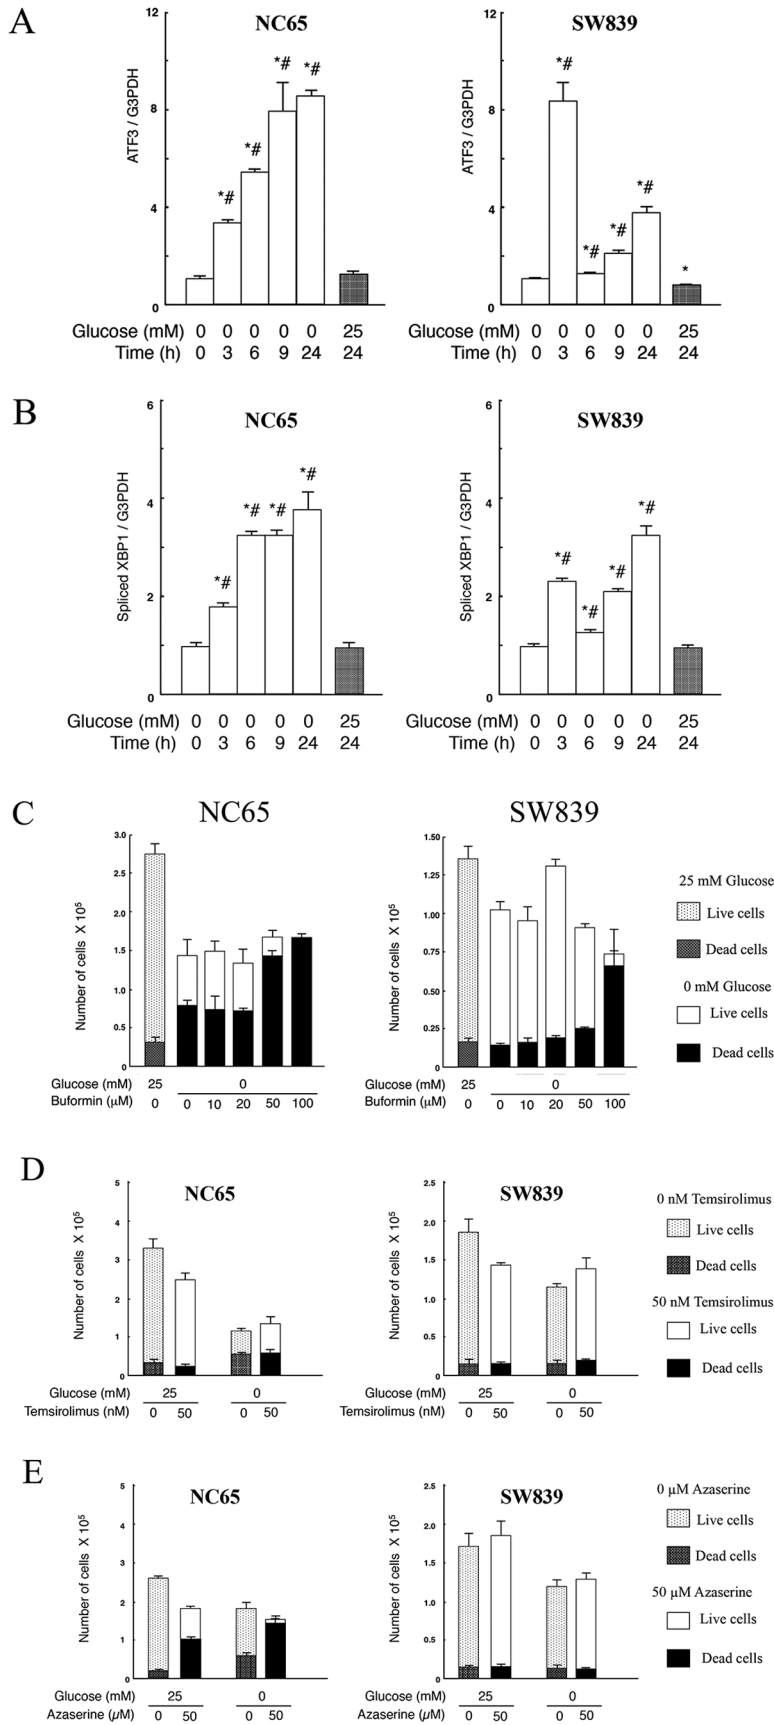 A
NC65
SW839
ATF3 / G3PDH
12
8
4
0
ATF3 / G3PDH
12
8
4
0
*# *# *# *# *#
*# *# *# *# *
Glucose (mM) 0 0 0 0 0 25
Time (h) 0 3 6 9 24 24
Glucose (mM) 0 0 0 0 0 25
Time (h) 0 3 6 9 24 24
B
NC65
SW839
Spliced XBP1 / G3PDH
6
4
2
0
Spliced XBP1 / G3PDH
6
4
2
0
*# *# *# *#
*# *# *# *#
Glucose (mM) 0 0 0 0 0 25
Time (h) 0 3 6 9 24 24
Glucose (mM) 0 0 0 0 0 25
Time (h) 0 3 6 9 24 24
C
NC65
SW839
Number of cells X 10⁵
3.0
2.5
2.0
1.5
1.0
0.5
0
Number of cells X 10⁵
1.50
1.25
1.00
0.75
0.50
0.25
0
25 mM Glucose
Live cells
Dead cells
0 mM Glucose
Live cells
Dead cells
Glucose (mM) 25 0
Buformin (µM) 0 0 10 20 50 100
Glucose (mM) 25 0
Buformin (µM) 0 0 10 20 50 100
D
NC65
SW839
Number of cells X 10⁵
5
4
3
2
1
0
Number of cells X 10⁵
2.5
2.0
1.5
1.0
0.5
0
0 nM Temsirolimus
Live cells
Dead cells
50 nM Temsirolimus
Live cells
Dead cells
Glucose (mM) 25 0
Temsirolimus (nM) 0 50 0 50
Glucose (mM) 25 0
Temsirolimus (nM) 0 50 0 50
E
NC65
SW839
Number of cells X 10⁵
5
4
3
2
1
0
Number of cells X 10⁵
2.5
2.0
1.5
1.0
0.5
0
0 µM Azaserine
Live cells
Dead cells
50 µM Azaserine
Live cells
Dead cells
Glucose (mM) 25 0
Azaserine (µM) 0 50 0 50
Glucose (mM) 25 0
Azaserine (µM) 0 50 0 50